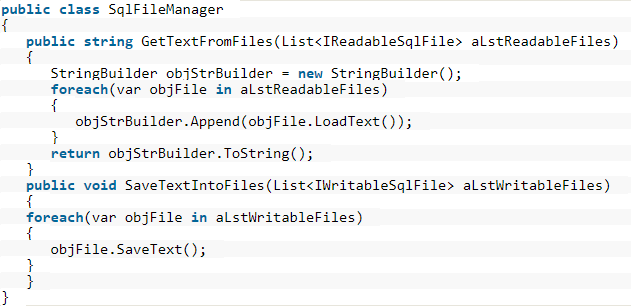 public class SqlFileManager
{
   public string GetTextFromFiles(List<IReadableSqlFile> aLstReadableFiles)
   {
      StringBuilder objStrBuilder = new StringBuilder();
      foreach(var objFile in aLstReadableFiles)
      {
         objStrBuilder.Append(objFile.LoadText());
      }
      return objStrBuilder.ToString();
   }
   public void SaveTextIntoFiles(List<IWritableSqlFile> aLstWritableFiles)
   {
   foreach(var objFile in aLstWritableFiles)
   {
      objFile.SaveText();
   }
   }
}